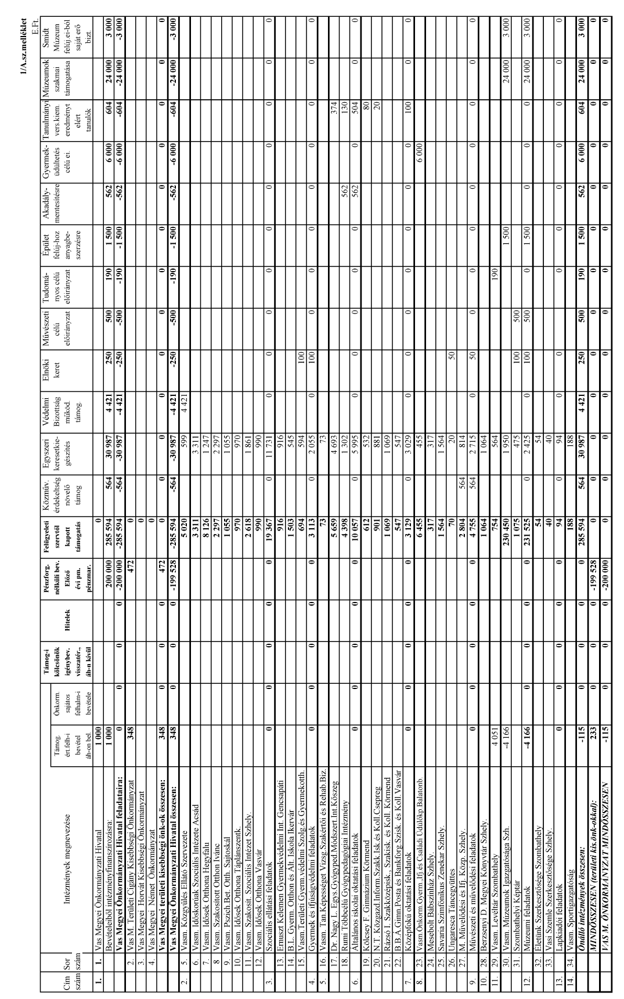 1/A.sz.melléklet
E.Ft.
Cím szám | Sor szám | Intézmények megnevezése | Támog. ért.felh-i bevétel áh-on bel. | Önkorm. sajátos felhalm-i bevétele | Támog-i kölcsönök igénybev. visszatér., áh-n kívül | Hitelek | Pénzforg. nélküli bev. Előző évi pm. pénzmar. | Felügyeleti szervtől kapott támogatás | Közműv. érdekeltség növelő támog | Egyszeri keresetkie- gészítés | Védelmi Bizottság műkőd. támog. | Elnöki keret | Művészeti célú előirányzat | Tudomá- nyos célú előirányzat | Épület felúj-hoz anyagbe- szerzésre | Akadály- mentesítésre | Gyermek- üdültetés célú ei. | Tanulmányi vers.kiem. eredményt elért tanulók | Múzeumok szakmai támogatása | Smidt Múzeum felúj.ei-ból saját erő bizt.
1. 1. Vas Megyei Önkormányzati Hivatal 1 000 0
Bevételeiből intézményfinanszírozásra: 1 000 200 000 285 594 564 30 987 4 421 250 500 190 1 500 562 6 000 604 24 000 3 000
Vas Megyei Önkormányzati Hivatal feladataira: 0 0 0 0 -200 000 -285 594 -564 -30 987 -4 421 -250 -500 -190 -1 500 -562 -6 000 -604 -24 000 -3 000
2. Vas M. Területi Cigány Kisebbségi Önkormányzat 348 472 0
3. Vas Megyei Horvát Kisebbségi Önkormányzat 0
4. Vas Megyei Német Önkormányzat 0
Vas Megyei területi kisebbségi önk-ok összesen: 348 0 0 0 472 0 0 0 0 0 0 0 0 0 0 0 0 0
Vas Megyei Önkormányzati Hivatal összesen: 348 0 0 0 -199 528 -285 594 -564 -30 987 -4 421 -250 -500 -190 -1 500 -562 -6 000 -604 -24 000 -3 000
2. 5. Vasm. Közgyűlés Ellátó Szervezete 5 020 599 4 421
6. Vasm. Időskorúak Szociális Intézete Acsád 3 311 3 311
7. Vasm. Idősek Otthona Hegyfalu 8 126 1 247
8 Vasm. Szakosított Otthon Ivánc 2 297 2 297
9. Vasm. Pszich.Bet. Otth. Sajtoskál 1 055 1 055
10. Vasm. Idősek Otthona Táplánszentk. 970 970
11. Vasm. Szakosít. Szociális Intézet Szhely. 2 618 1 861
12. Vasm. Idősek Otthona Vasvár 990 990
3. Szociális ellátási feladatok 0 0 0 0 0 19 367 0 11 731 0 0 0 0 0 0 0 0 0 0
13. Ernuszt Kelemen Gyermekvédelmi Int. Gencsapáti 916 916
14. B.L. Gyerm. Otthon és Ált. Iskola Ikervár 1 503 545
15. Vasm.Területi Gyerm.védelmi Szolg.és Gyermekotth. 694 594 100
4. Gyermek és ifjúságvédelmi feladatok 0 0 0 0 0 3 113 0 2 055 0 100 0 0 0 0 0 0 0 0
5. 16. Vasm. Tan.Képességet Vizsg.Szakértői és Rehab.Biz. 73 73
17. Dr. Nagy L. Egys.Gyógyped.Módszert.Int.Kőszeg 5 659 4 693 374
18. Rumi Többcélú Gyógypedagógiai Intézmény 4 398 1 302 562 130
6. Általános iskolai oktatási feladatok 0 0 0 0 0 10 057 0 5 995 0 0 0 0 0 562 0 504 0 0
19. Kölcsey F. Gimnázium Körmend 612 532 80
20. N.T. Közgazd.Inform.Szakk.Isk.és Koll.Csepreg 901 881 20
21. Rázsó I. Szakközépisk., Szakisk. és Koll. Körmend 1 069 1 069
22. B.B.Á.Gimn.Posta és Bankforg.Szisk. és Koll.Vasvár 547 547
7. Középfokú oktatási feladatok 0 0 0 0 0 3 129 0 3 029 0 0 0 0 0 0 0 100 0 0
8. 23. Vasm.Önkorm.Gyerm.,Ifj.és Családi Üdülőkp.Balatonb. 6 455 455 6 000
24. Mesebolt Bábszínház Szhely. 317 317
25. Savaria Szimfónikus Zenekar Szhely. 1 564 1 564
26. Ungaresca Táncegyüttes 70 20 50
27. M. Művelődési és Ifj. Közp. Szhely. 2 804 564 814
9. Művészeti és művelődési feladatok 0 0 0 0 0 4 755 564 2 715 0 50 0 0 0 0 0 0 0 0
10. 28. Berzsenyi D. Megyei Könyvtár Szhely. 1 064 1 064
11. 29. Vasm. Levéltár Szombathely 4 051 754 564 190
30. Vasm. Múzeumok Igazgatósága Szh. -4 166 230 450 1 950 1 500 24 000 3 000
31. Szombathelyi Képtár 1 075 475 100 500
12. Múzeumi feladatok -4 166 0 0 0 0 231 525 0 2 425 0 100 500 0 1 500 0 0 0 24 000 3 000
32. Életünk Szerkesztősége Szombathely 54 54
33. Vasi Szemle Szerkesztősége Szhely. 40 40
13. Lapkiadói feladatok 0 0 0 0 0 94 0 94 0 0 0 0 0 0 0 0 0 0
14. 34. Vasm. Sportigazgatóság 188 188
Önálló intézmények összesen: -115 0 0 0 0 285 594 564 30 987 4 421 250 500 190 1 500 562 6 000 604 24 000 3 000
MINDÖSSZESEN (területi kis.önk-okkal): 233 0 0 0 -199 528 0 0 0 0 0 0 0 0 0 0 0 0 0
VAS M. ÖNKORMÁNYZAT MINDÖSSZESEN -115 0 0 0 -200 000 0 0 0 0 0 0 0 0 0 0 0 0 0